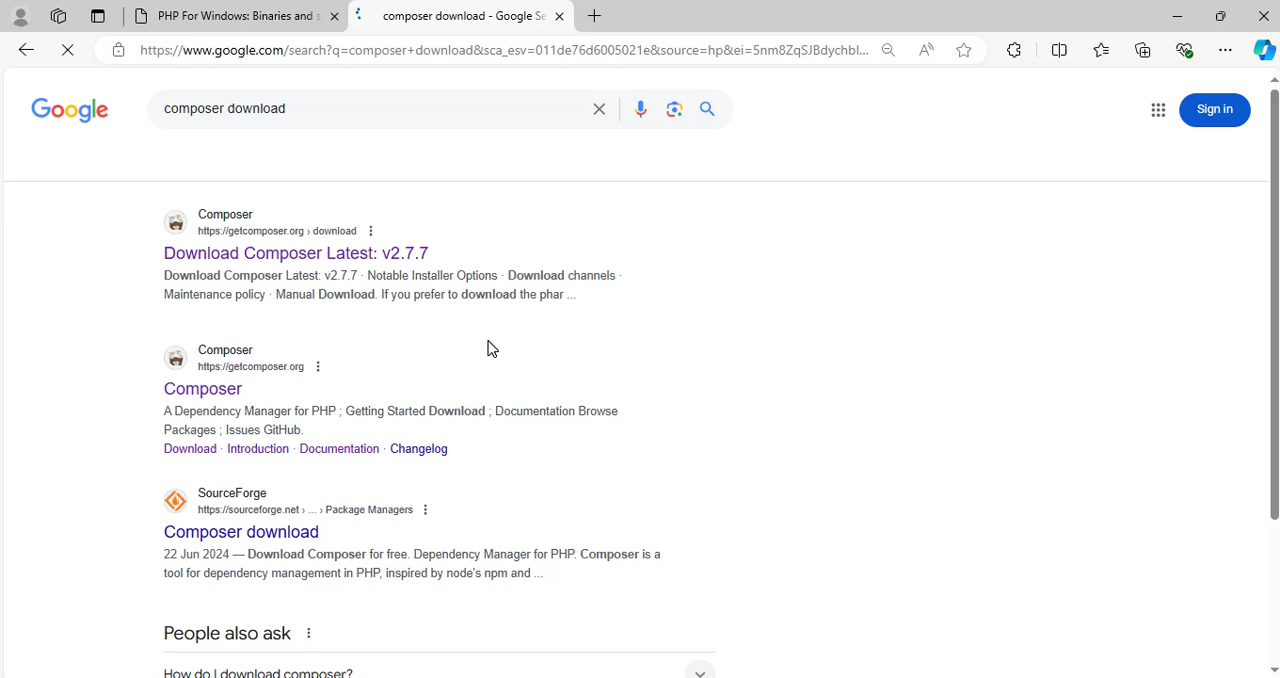 PHP For Windows: Binaries and s
composer download - Google Se
https://www.google.com/search?q=composer+download&sca_esv=011de76d6005021e&source=hp&ei=5nm8ZqSJBdychbl...
Google
composer download
Sign in
Composer
https://getcomposer.org › download
Download Composer Latest: v2.7.7
Download Composer Latest: v2.7.7 · Notable Installer Options · Download channels ·
Maintenance policy · Manual Download. If you prefer to download the phar ...
Composer
https://getcomposer.org
Composer
A Dependency Manager for PHP ; Getting Started Download ; Documentation Browse
Packages ; Issues GitHub.
Download · Introduction · Documentation · Changelog
SourceForge
https://sourceforge.net › ... › Package Managers
Composer download
22 Jun 2024 — Download Composer for free. Dependency Manager for PHP. Composer is a
tool for dependency management in PHP, inspired by node's npm and ...
People also ask
How do I download composer?